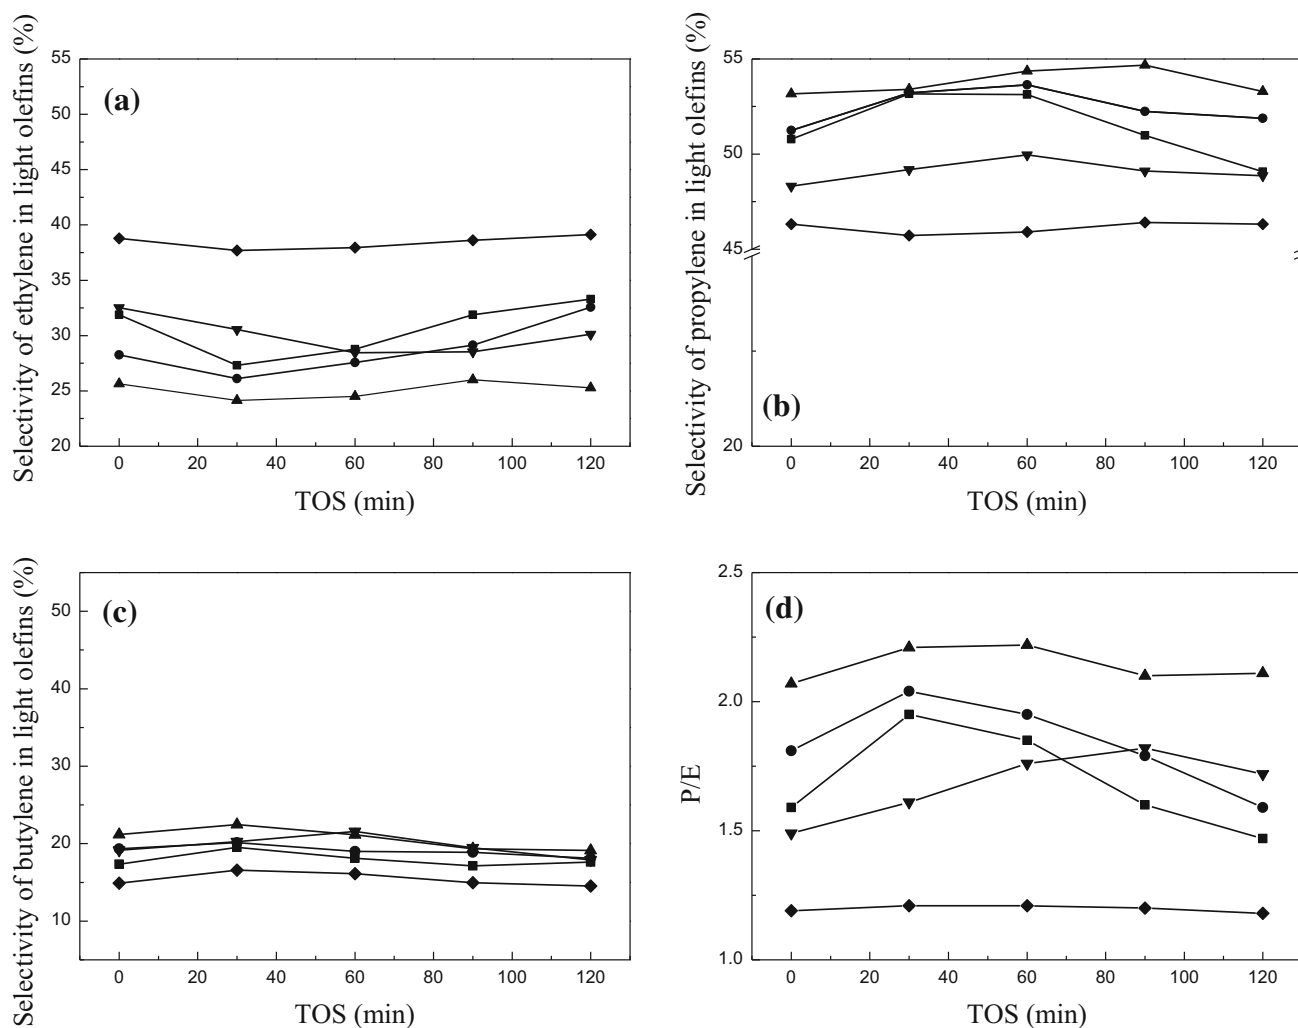 Selectivity of ethylene in light olefins (%)
55
50
45
40
35
30
25
20
(a)
0 20 40 60 80 100 120
TOS (min)
Selectivity of propylene in light olefins (%)
55
50
45
20
(b)
0 20 40 60 80 100 120
TOS (min)
Selectivity of butylene in light olefins (%)
50
40
30
20
10
(c)
0 20 40 60 80 100 120
TOS (min)
P/E
2.5
2.0
1.5
1.0
(d)
0 20 40 60 80 100 120
TOS (min)